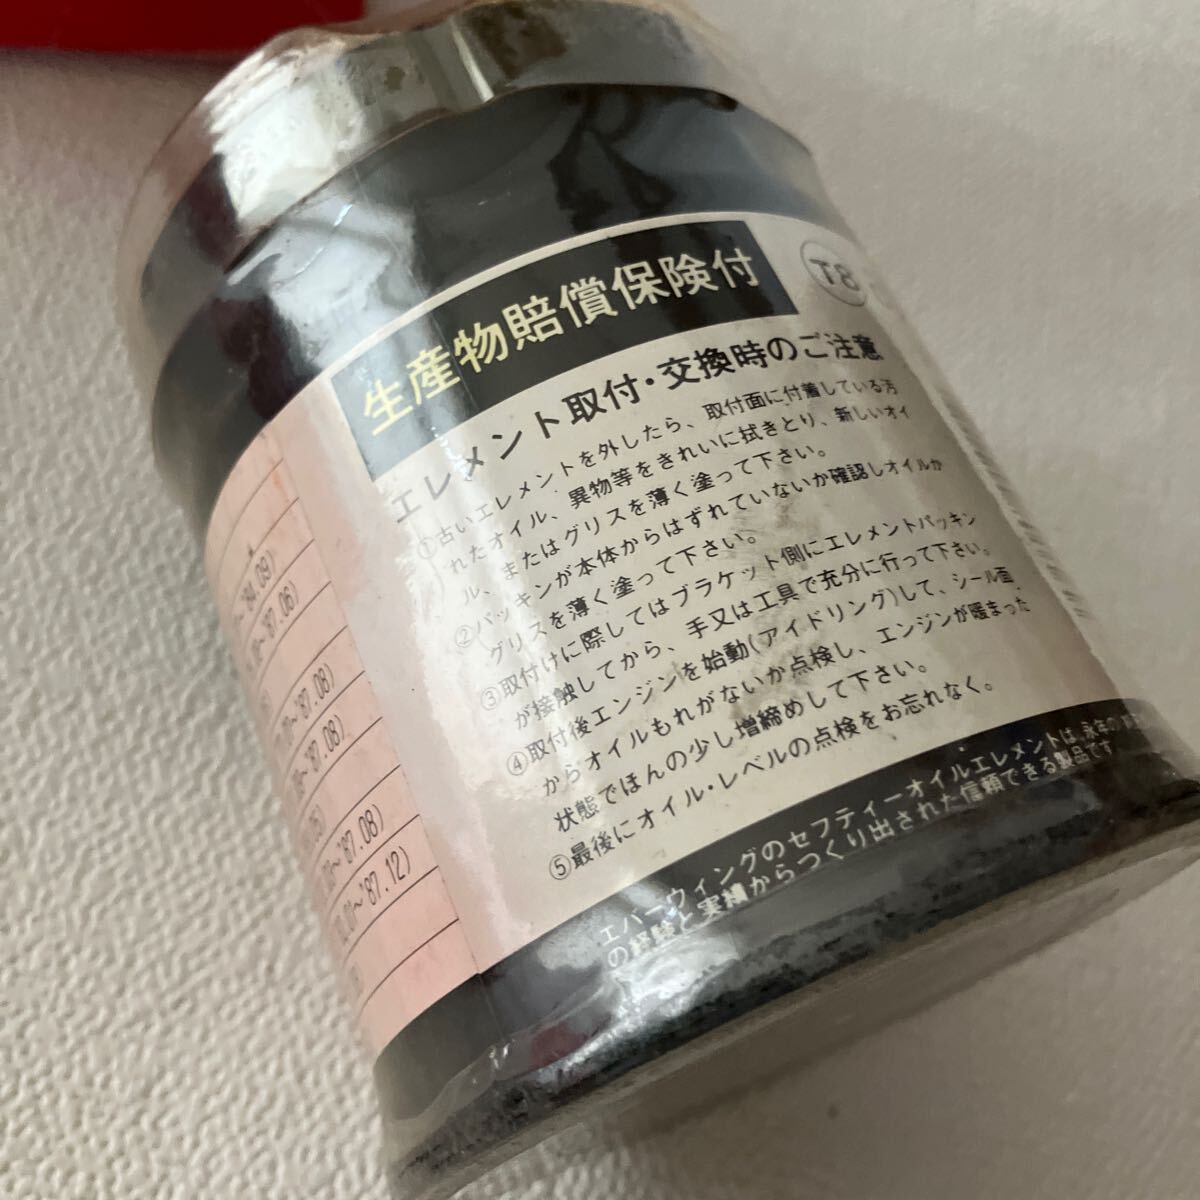 生産物賠償保険付
T8
エレメント取付・交換時のご注意
①古いエレメントを外したら、取付面に付着している汚
れたオイル、異物等をきれいに拭きとり、新しいオイ
ル、またはグリスを薄く塗って下さい。
②パッキンが本体からはずれていないか確認しオイルか
グリスを薄く塗って下さい。
③取付けに際してはブラケット側にエレメントパッキン
が接触してから、手又は工具で充分に行って下さい。
④取付後エンジンを始動(アイドリング)して、シール面
からオイルもれがないか点検し、エンジンが暖まった
状態でほんの少し増締めして下さい。
⑤最後にオイル・レベルの点検をお忘れなく。
エバーウィングのセフティーオイルエレメントは、永年の
の経験と実績からつくり出された信頼できる製品です
~'84.09)
~'87.06)
~'87.08)
~'87.08)
~'87.08)
~'87.12)